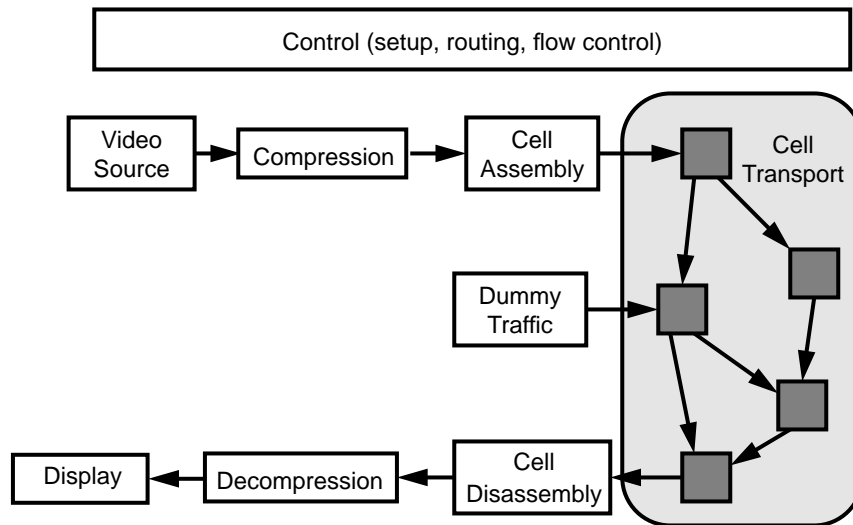 Control (setup, routing, flow control)
Video
Source
Compression
Cell
Assembly
Cell
Transport
Dummy
Traffic
Display
Decompression
Cell
Disassembly